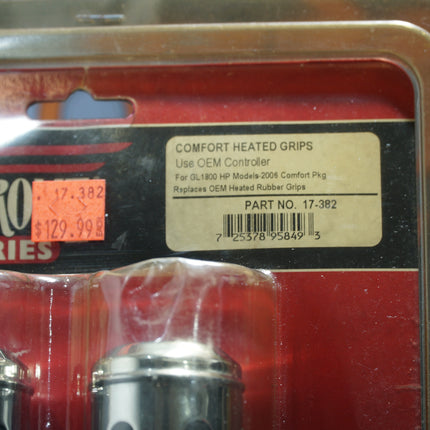 COMFORT HEATED GRIPS
Use OEM Controller
For GL1800 HP Models-2006 Comfort Pkg
Replaces OEM Heated Rubber Grips
PART NO. 17-382
7 25378 95849 3
17-382
$129.99
RIES